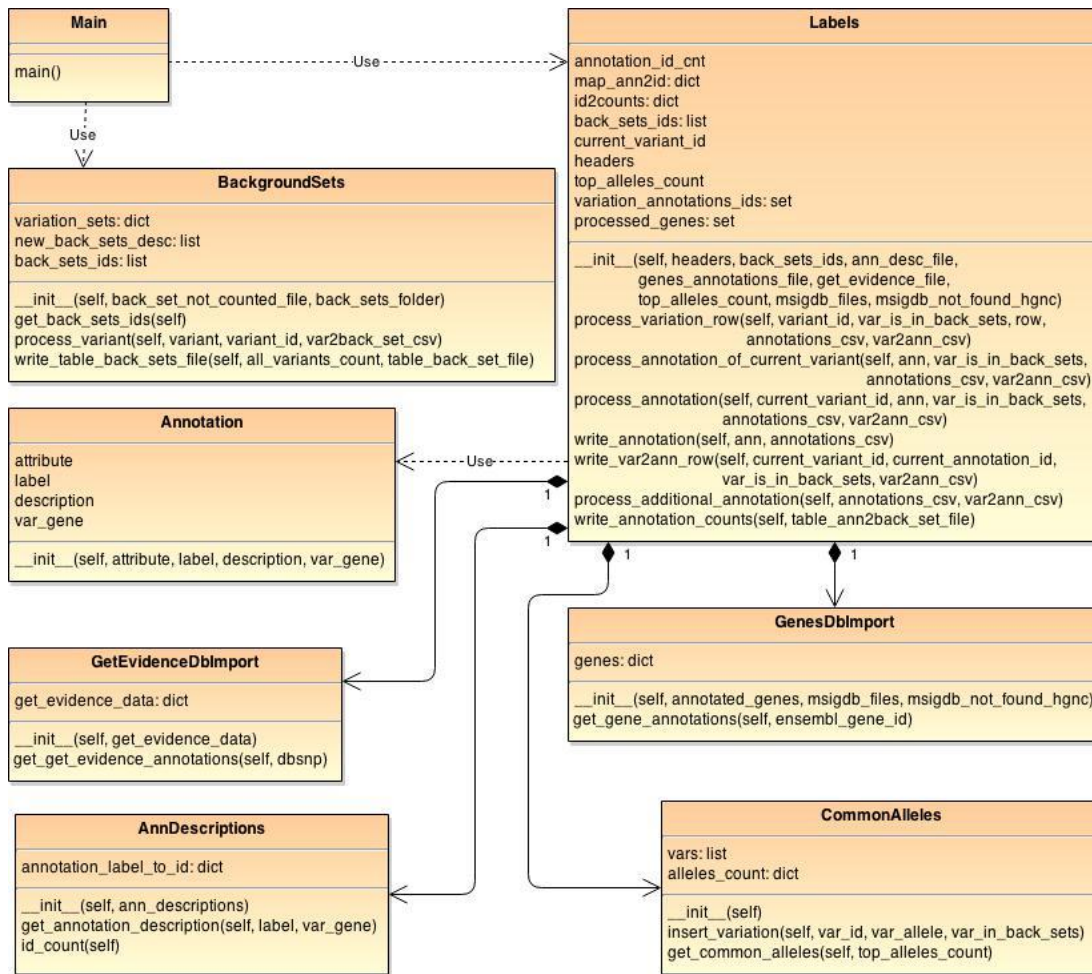 Main
main()
Use
Use
Labels
annotation_id_cnt
map_ann2id: dict
id2counts: dict
back_sets_ids: list
current_variant_id
headers
top_alleles_count
variation_annotations_ids: set
processed_genes: set
__init__(self, headers, back_sets_ids, ann_desc_file,
genes_annotations_file, get_evidence_file,
top_alleles_count, msigdb_files, msigdb_not_found_hgnc)
process_variation_row(self, variant_id, var_is_in_back_sets, row,
annotations_csv, var2ann_csv)
process_annotation_of_current_variant(self, ann, var_is_in_back_sets,
annotations_csv, var2ann_csv)
process_annotation(self, current_variant_id, ann, var_is_in_back_sets,
annotations_csv, var2ann_csv)
write_annotation(self, ann, annotations_csv)
write_var2ann_row(self, current_variant_id, current_annotation_id,
var_is_in_back_sets, var2ann_csv)
process_additional_annotation(self, annotations_csv, var2ann_csv)
write_annotation_counts(self, table_ann2back_set_file)
BackgroundSets
variation_sets: dict
new_back_sets_desc: list
back_sets_ids: list
__init__(self, back_set_not_counted_file, back_sets_folder)
get_back_sets_ids(self)
process_variant(self, variant, variant_id, var2back_set_csv)
write_table_back_sets_file(self, all_variants_count, table_back_set_file)
Annotation
attribute
label
description
var_gene
__init__(self, attribute, label, description, var_gene)
Use
1
1
1
1
GetEvidenceDbImport
get_evidence_data: dict
__init__(self, get_evidence_data)
get_get_evidence_annotations(self, dbsnp)
GenesDbImport
genes: dict
__init__(self, annotated_genes, msigdb_files, msigdb_not_found_hgnc)
get_gene_annotations(self, ensembl_gene_id)
AnnDescriptions
annotation_label_to_id: dict
__init__(self, ann_descriptions)
get_annotation_description(self, label, var_gene)
id_count(self)
CommonAlleles
vars: list
alleles_count: dict
__init__(self)
insert_variation(self, var_id, var_allele, var_in_back_sets)
get_common_alleles(self, top_alleles_count)